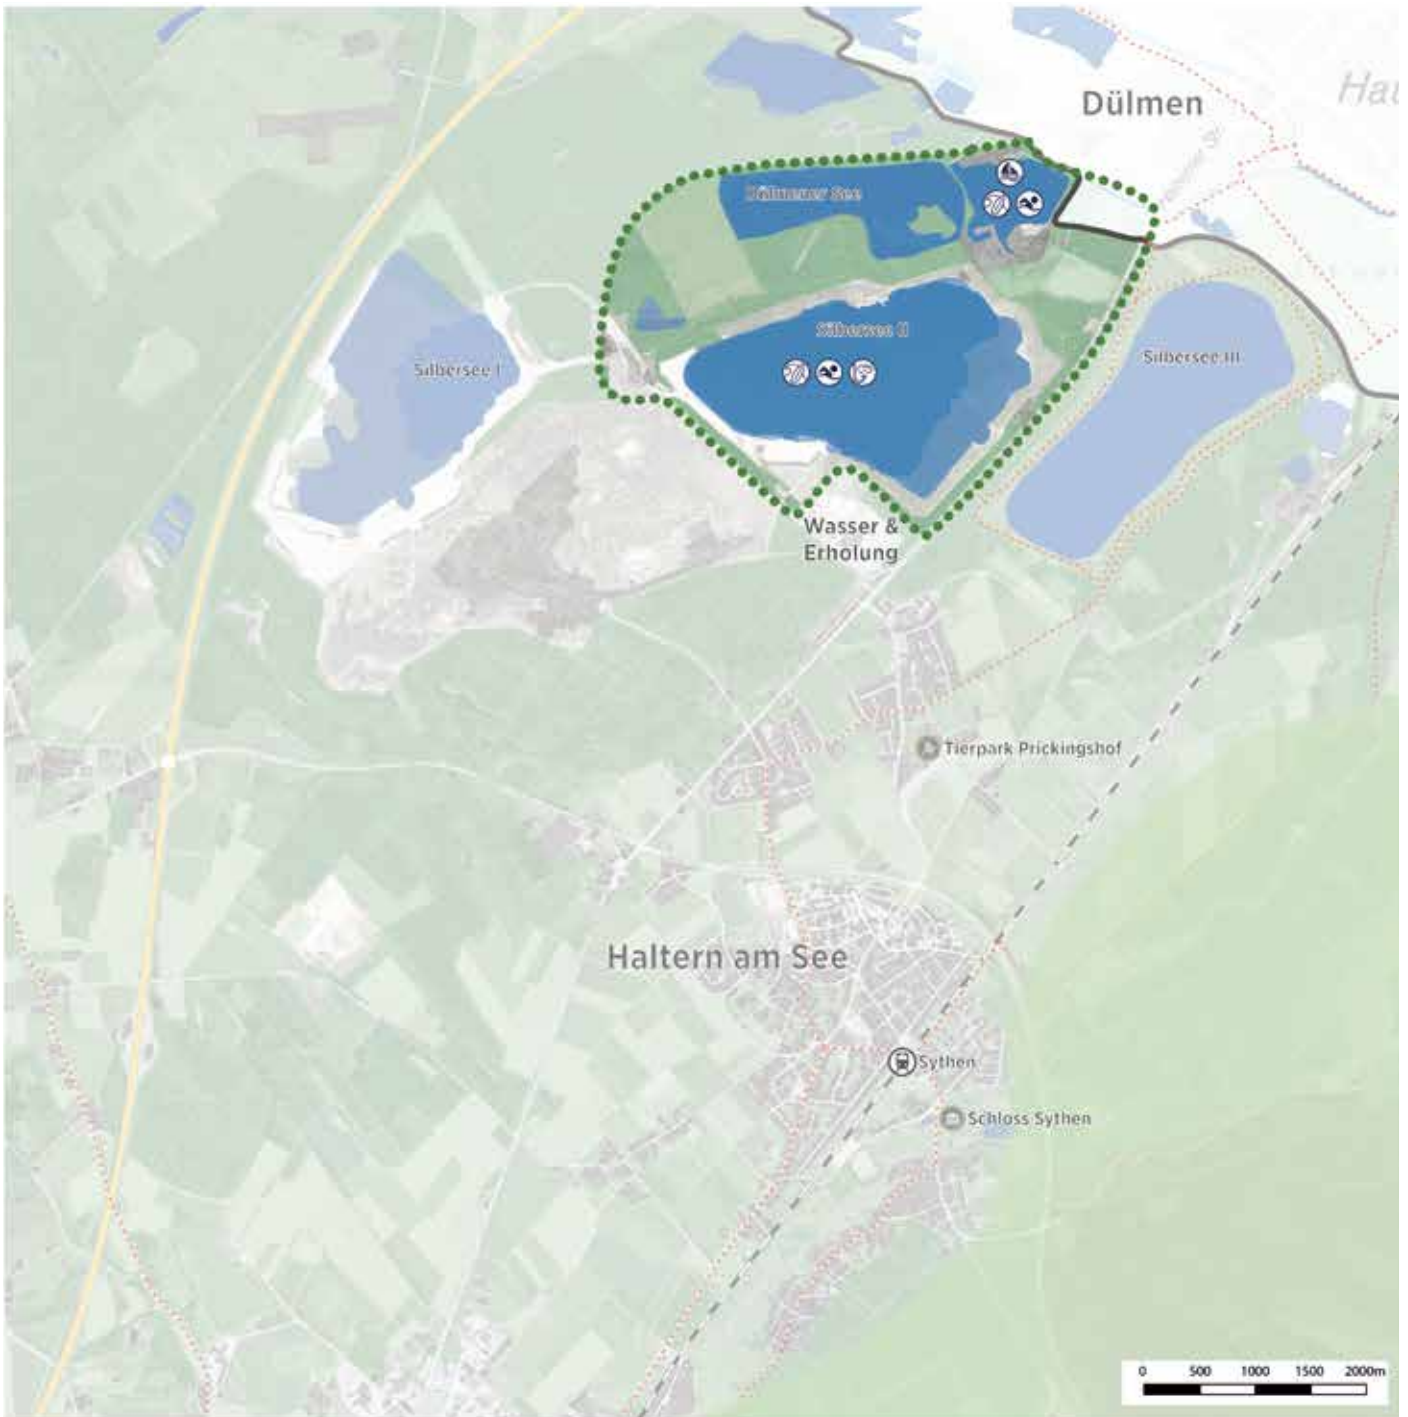 Dülmen
Hau
Dülmener See
Silbersee II
Silbersee III
Silbersee I
Wasser &
Erholung
Tierpark Prickingshof
Haltern am See
Sythen
Schloss Sythen
0 500 1000 1500 2000m